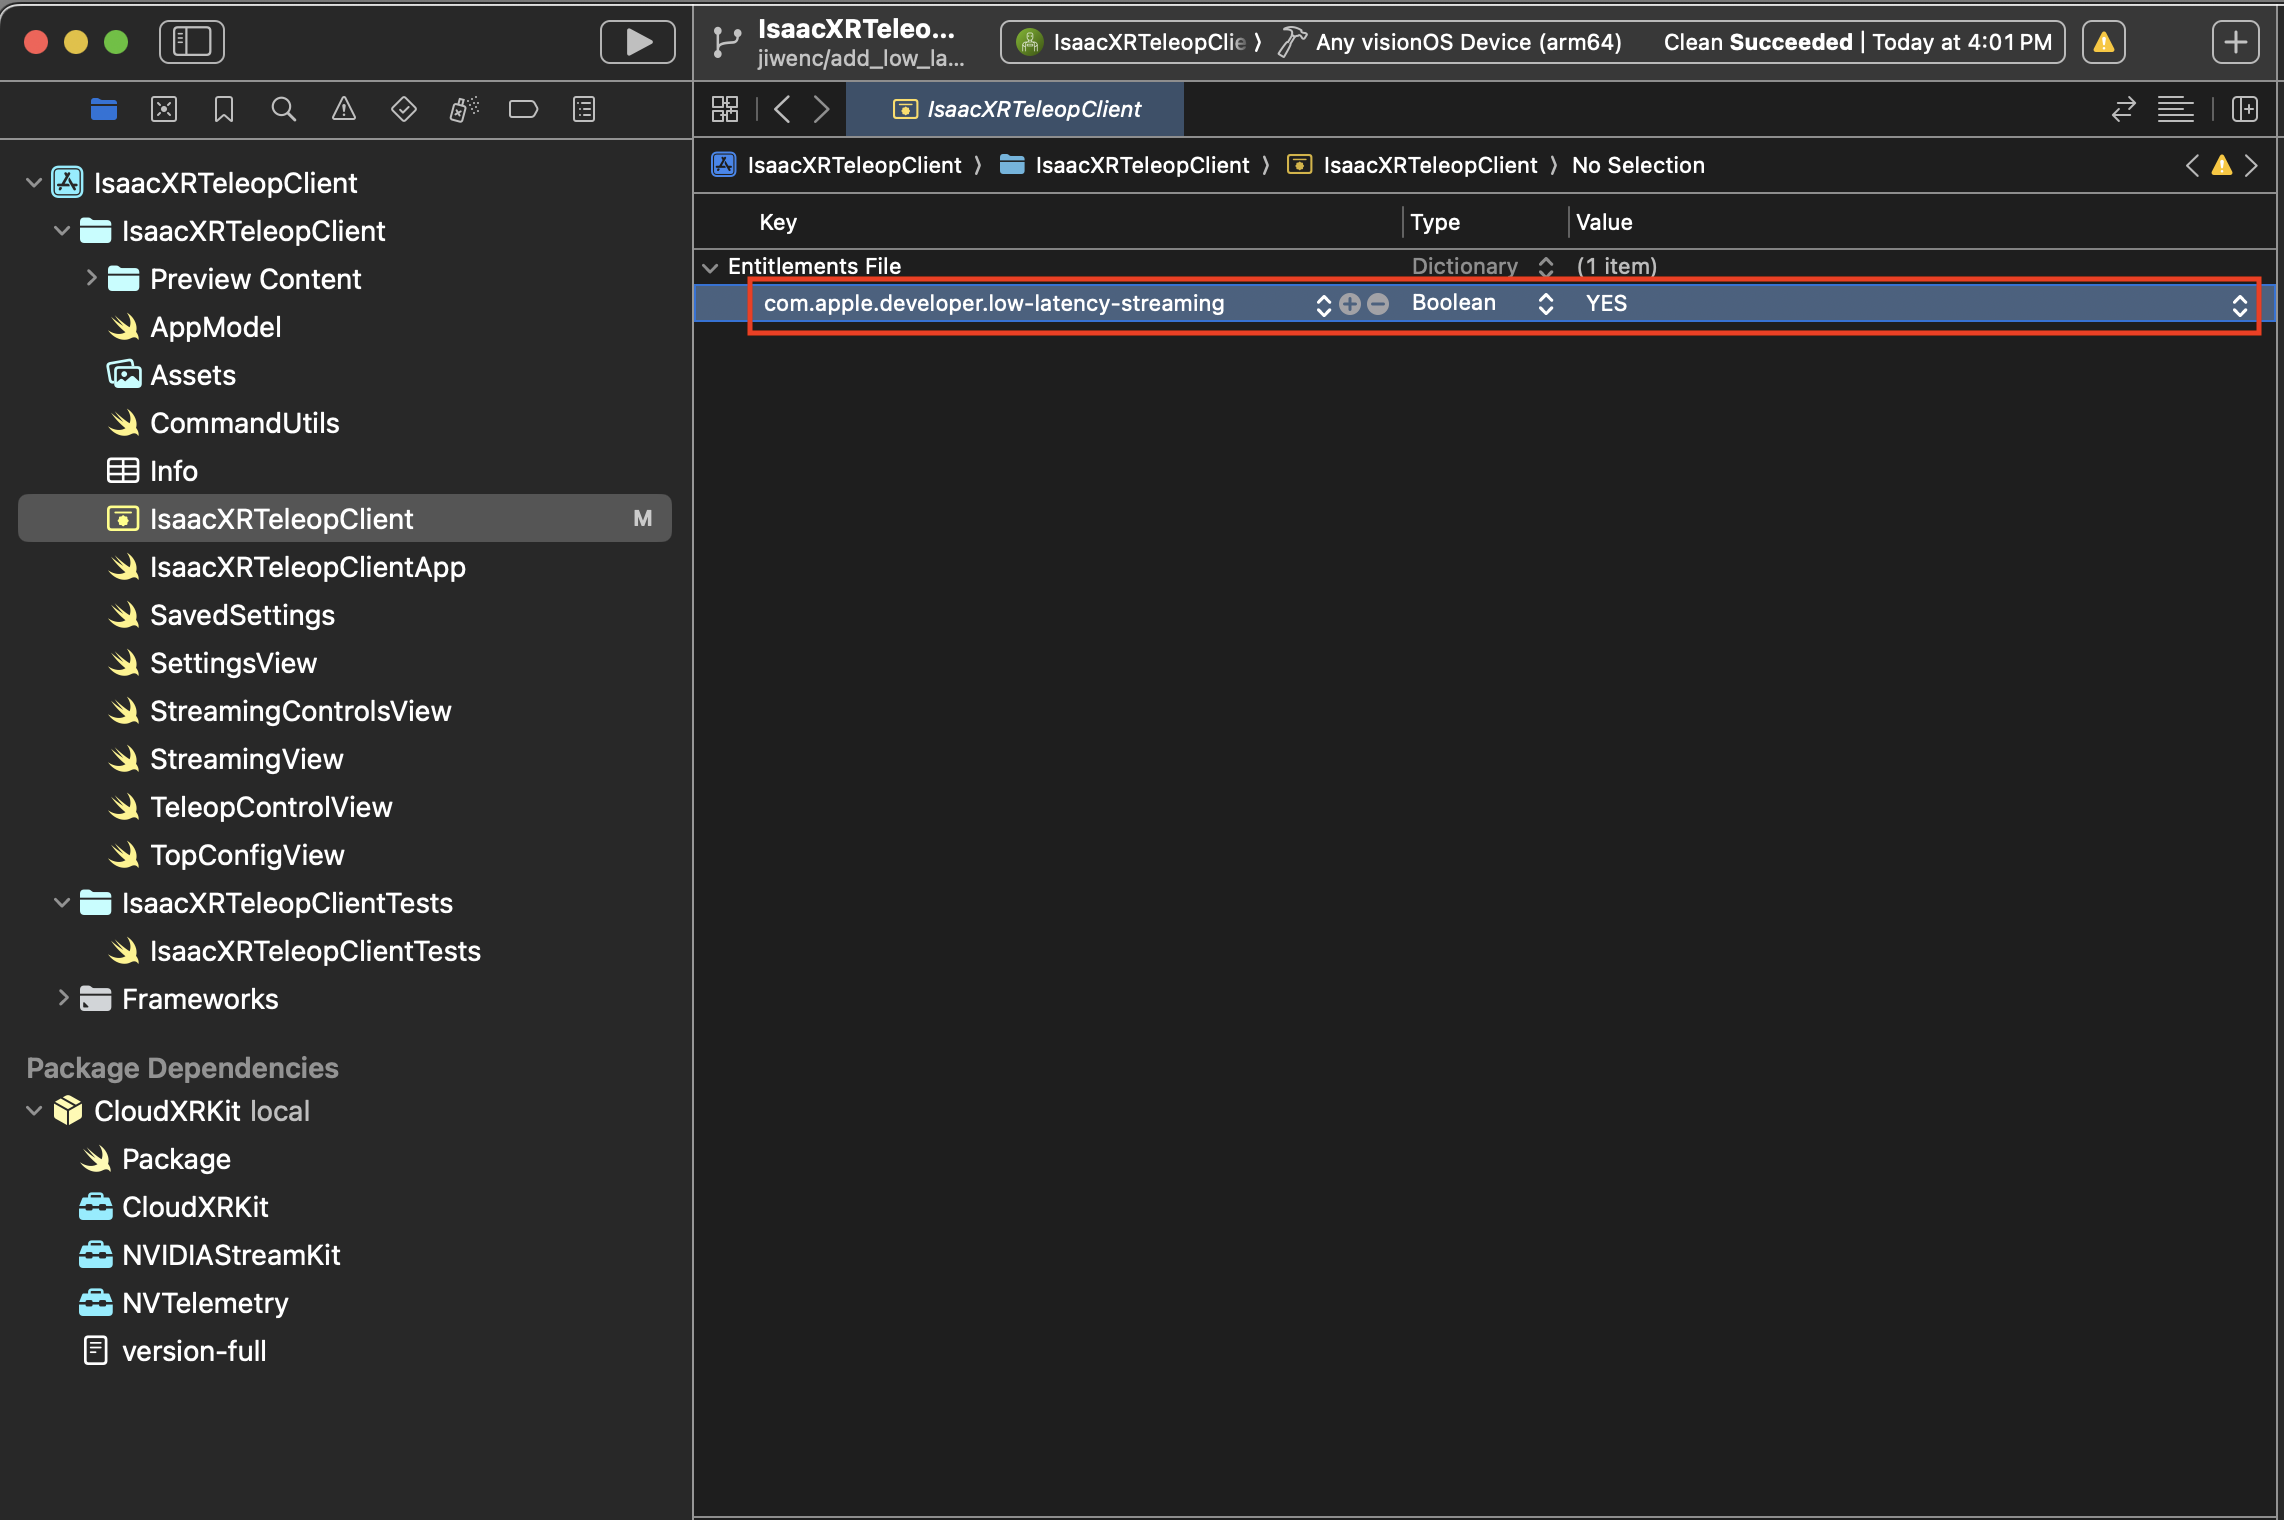 IsaacXRTeleo...
jiwenc/add_low_la...
IsaacXRTeleopClie
Any visionOS Device (arm64)
Clean Succeeded | Today at 4:01 PM
IsaacXRTeleopClient
IsaacXRTeleopClient
IsaacXRTeleopClient
IsaacXRTeleopClient
No Selection
Key
Type
Value
Entitlements File
Dictionary
(1 item)
com.apple.developer.low-latency-streaming
Boolean
YES
IsaacXRTeleopClient
IsaacXRTeleopClient
Preview Content
AppModel
Assets
CommandUtils
Info
IsaacXRTeleopClient M
IsaacXRTeleopClientApp
SavedSettings
SettingsView
StreamingControlsView
StreamingView
TeleopControlView
TopConfigView
IsaacXRTeleopClientTests
IsaacXRTeleopClientTests
Frameworks
Package Dependencies
CloudXRKit local
Package
CloudXRKit
NVIDIAStreamKit
NVTelemetry
version-full